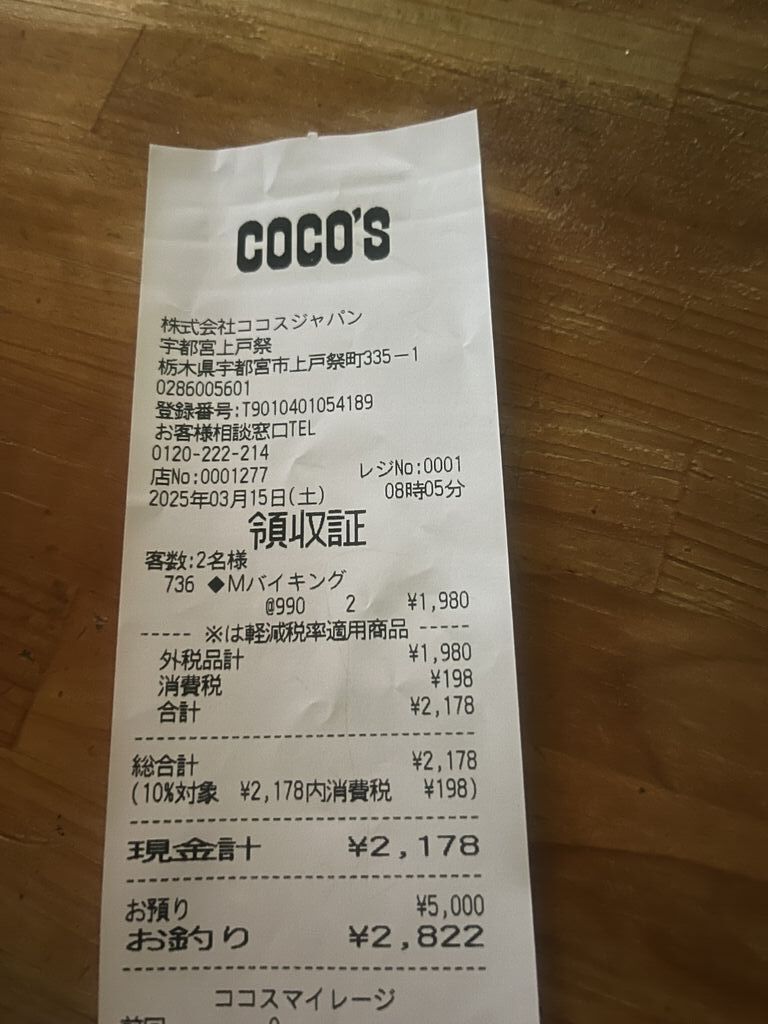 COCO'S
株式会社ココスジャパン
宇都宮上戸祭
栃木県宇都宮市上戸祭町335－1
0286005601
登録番号:T9010401054189
お客様相談窓口TEL
0120-222-214
店No:0001277 レジNo:0001
2025年03月15日(土) 08時05分
領収証
客数:2名様
736 ◆Mバイキング
@990 2 ¥1,980
----- ※は軽減税率適用商品 -----
外税品計 ¥1,980
消費税 ¥198
合計 ¥2,178
総合計 ¥2,178
(10%対象 ¥2,178内消費税 ¥198)
現金計 ¥2,178
お預り ¥5,000
お釣り ¥2,822
ココスマイレージ
前回